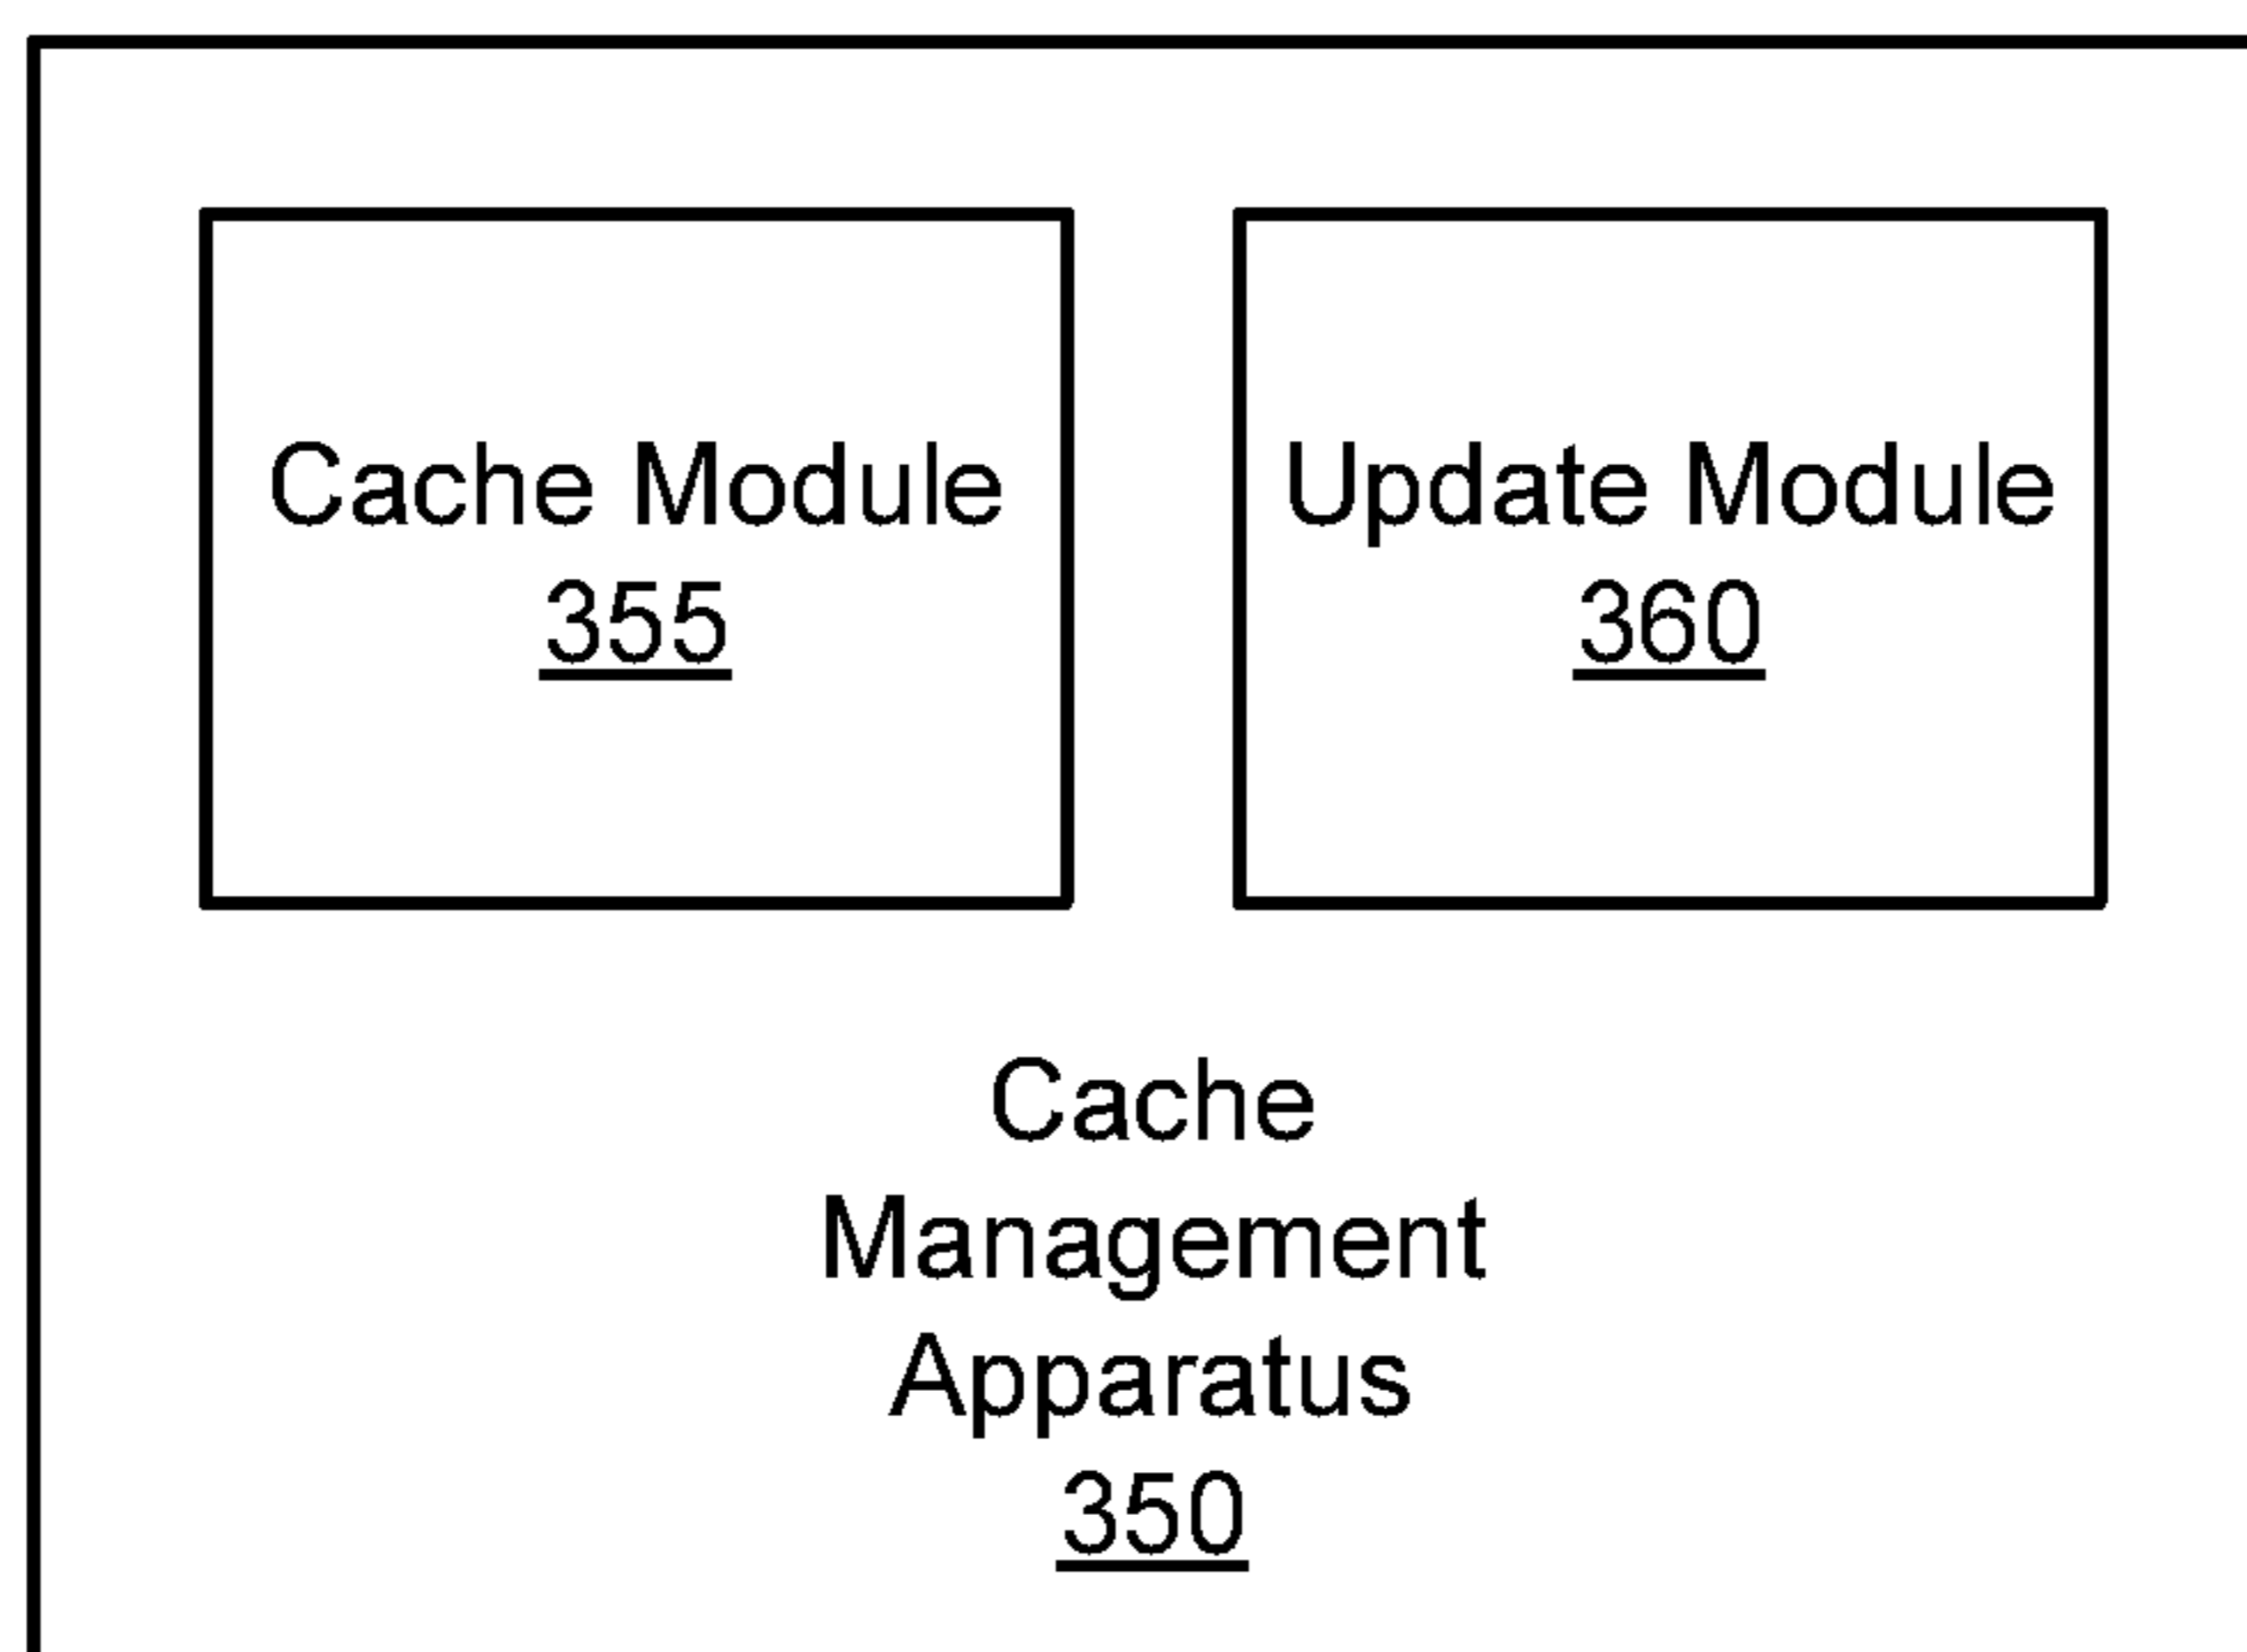 Cache Module
355
Update Module
360
Cache
Management
Apparatus
350